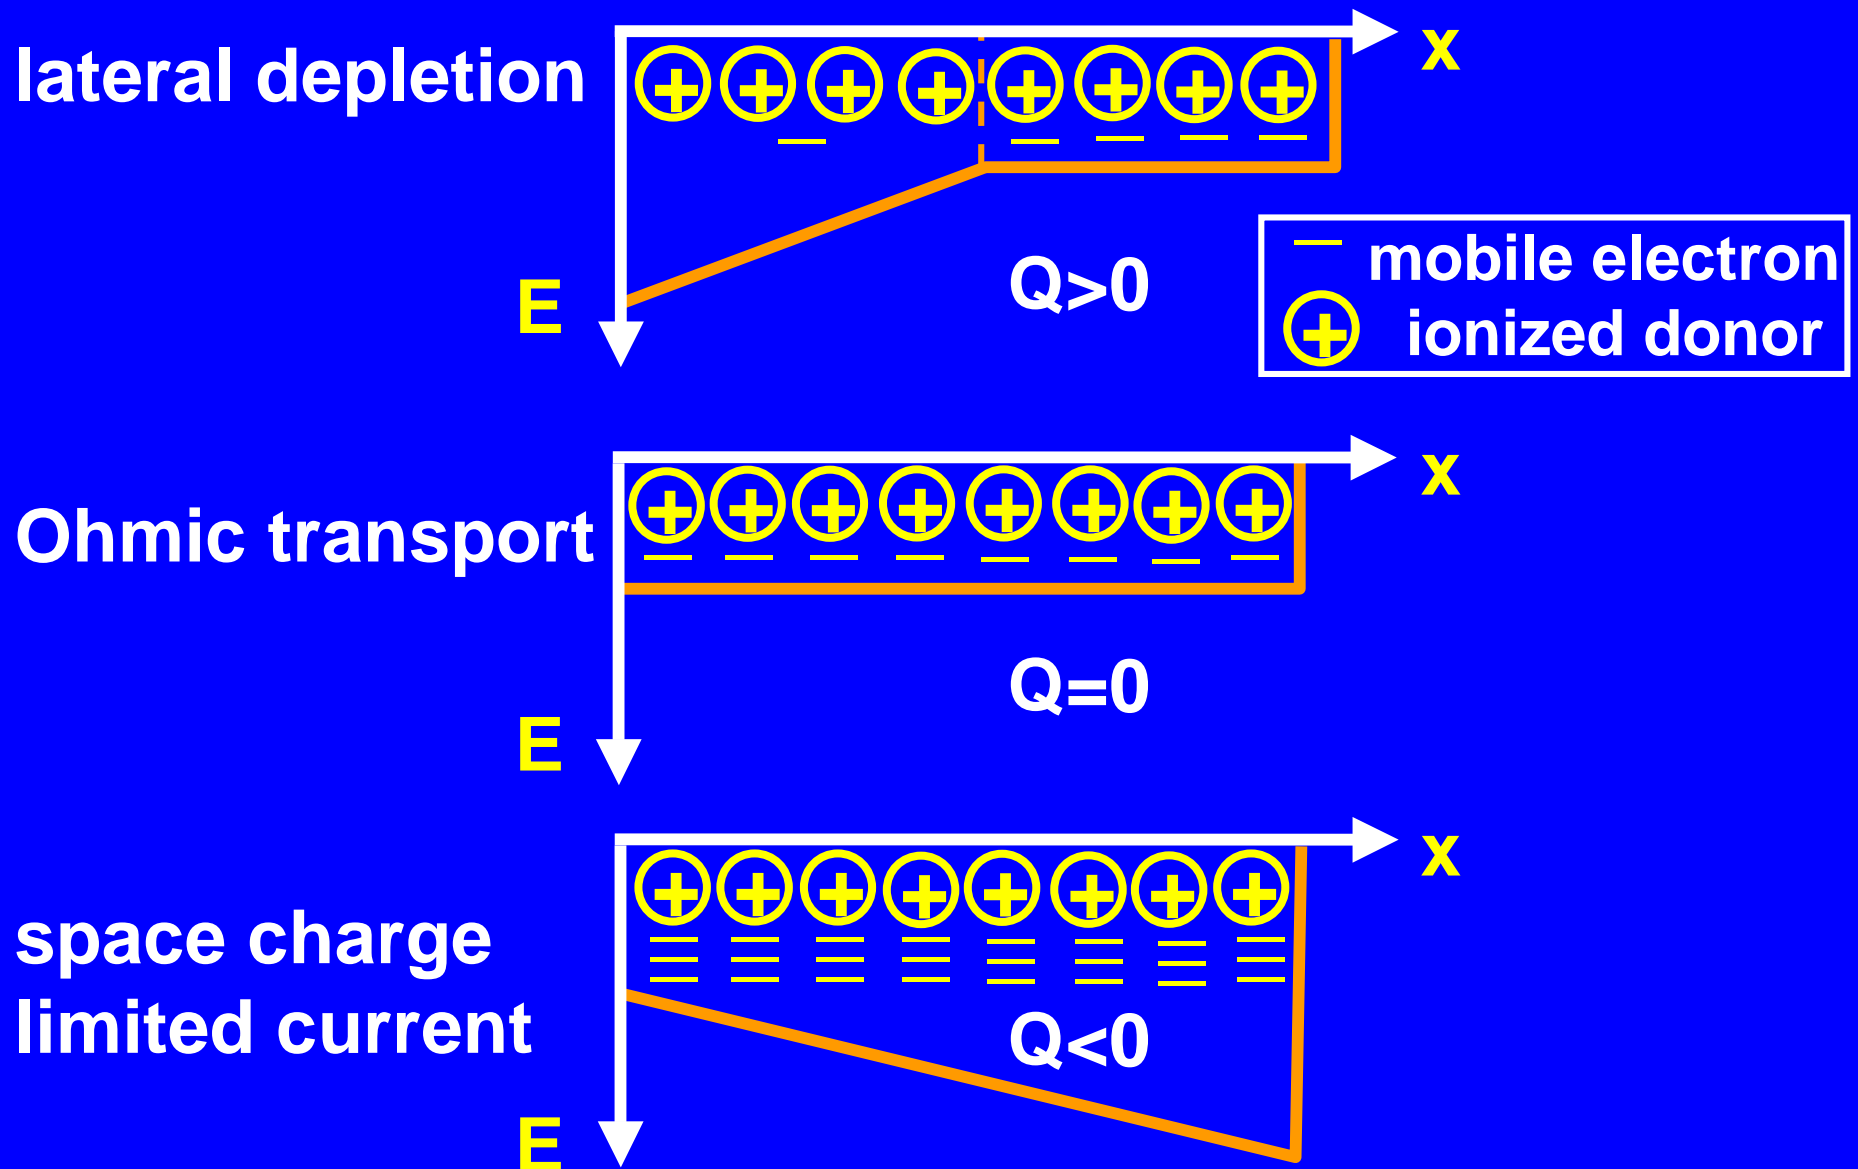 lateral depletion
x
E
Q>0
mobile electron
ionized donor
Ohmic transport
x
E
Q=0
space charge
limited current
x
E
Q<0